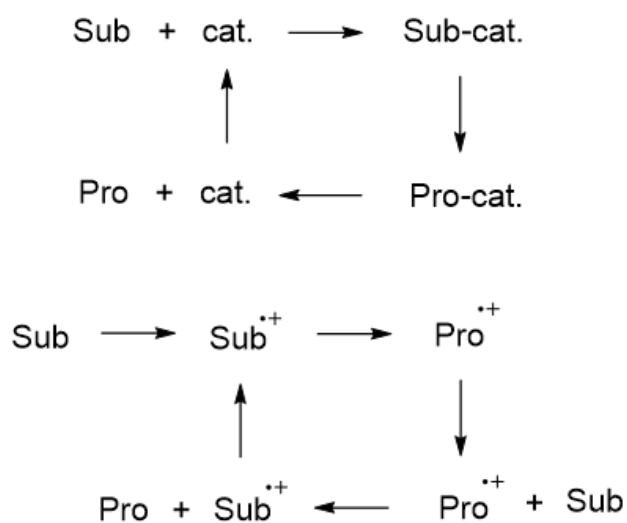 Sub + cat. ⟶ Sub-cat.
Pro + cat. ⟵ Pro-cat.
Sub ⟶ Sub•+ ⟶ Pro•+
Pro + Sub•+ ⟵ Pro•+ + Sub